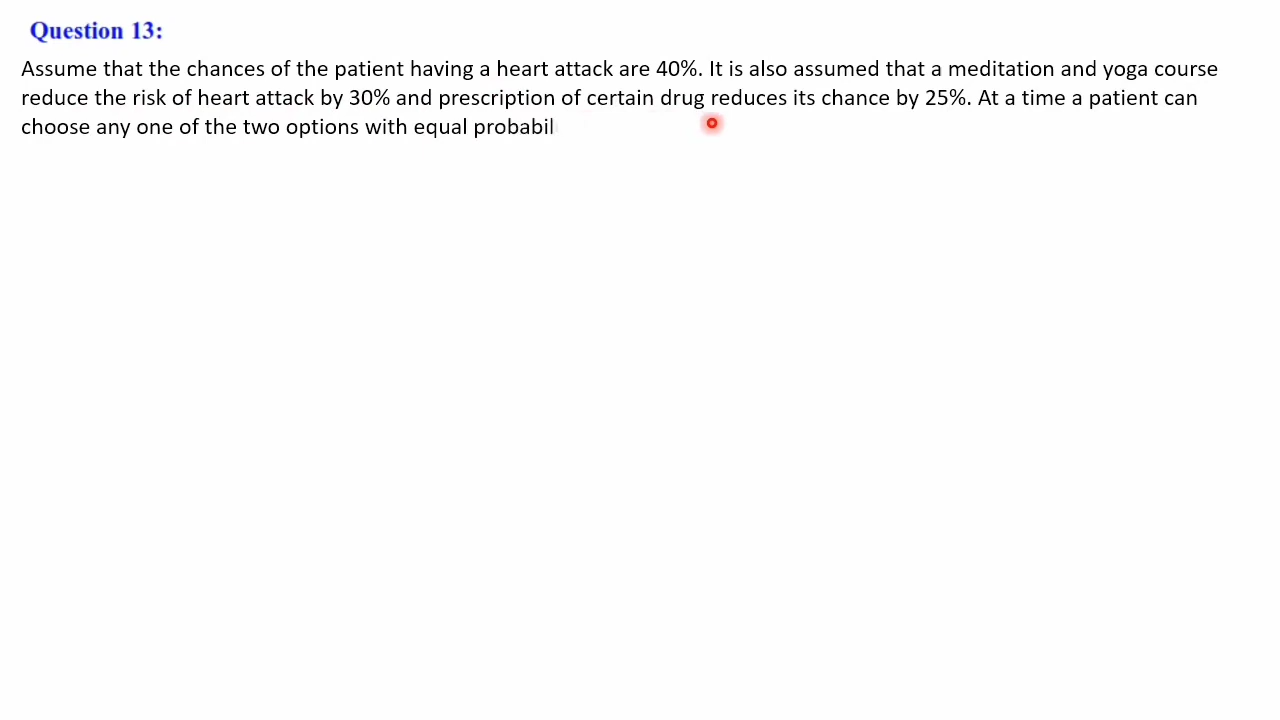 Question 13:
Assume that the chances of the patient having a heart attack are 40%. It is also assumed that a meditation and yoga course
reduce the risk of heart attack by 30% and prescription of certain drug reduces its chance by 25%. At a time a patient can
choose any one of the two options with equal probabil